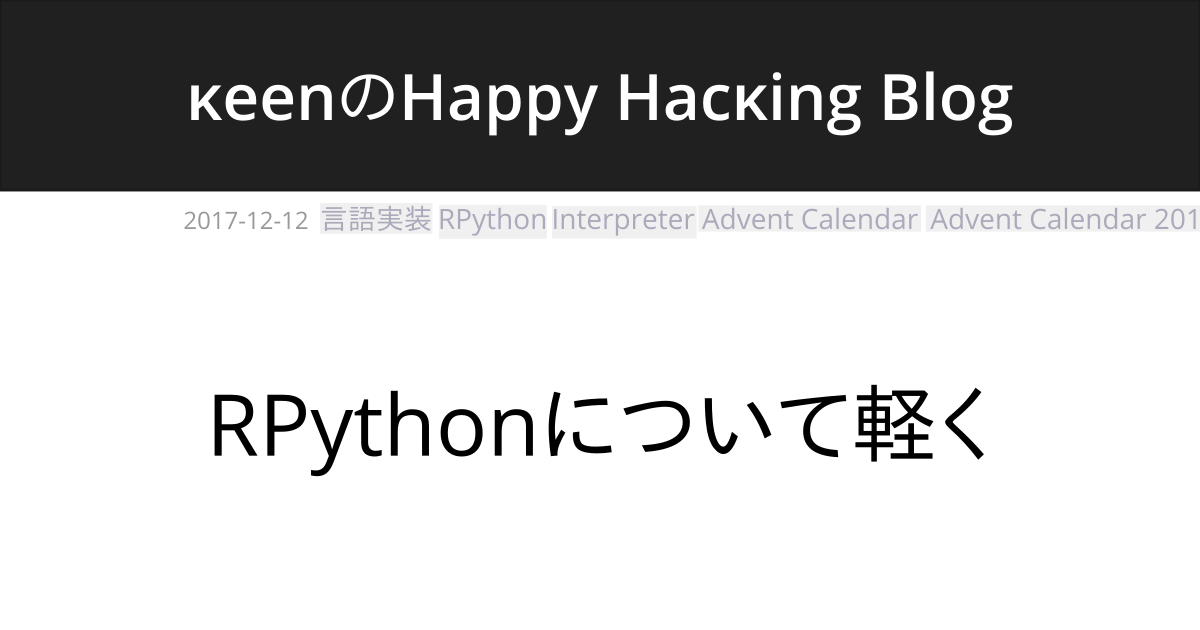 κeenのHappy Hacκing Blog
2017-12-12 言語実装 RPython Interpreter Advent Calendar Advent Calendar 201
RPythonについて軽く